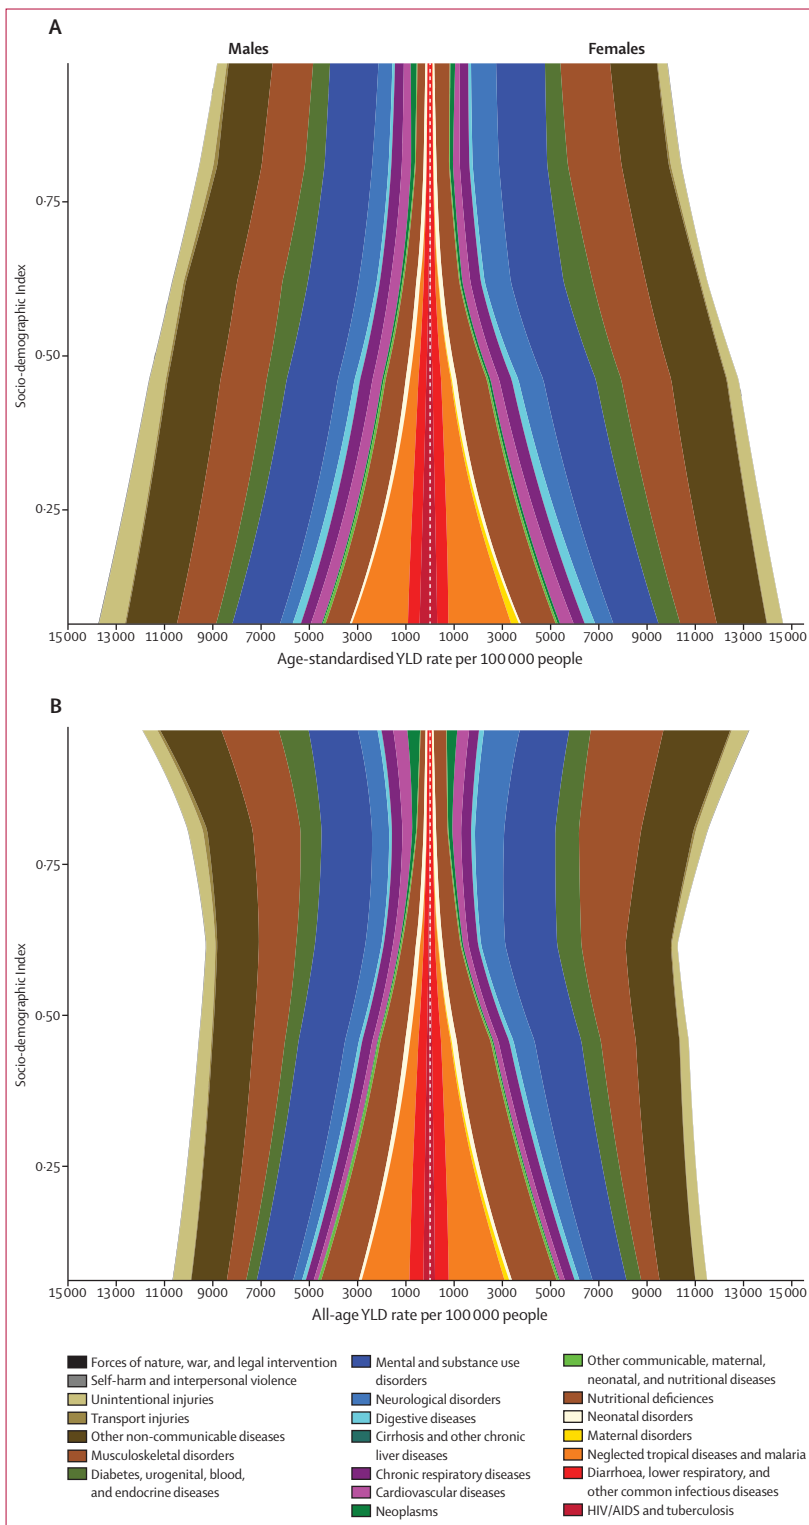 A
Males
Females
0·75
0·50
0·25
Socio-demographic Index
15 000 13 000 11 000 9000 7000 5000 3000 1000 1000 3000 5000 7000 9000 11 000 13 000 15 000
Age-standardised YLD rate per 100 000 people
B
0·75
0·50
0·25
Socio-demographic Index
15 000 13 000 11 000 9000 7000 5000 3000 1000 1000 3000 5000 7000 9000 11 000 13 000 15 000
All-age YLD rate per 100 000 people
Forces of nature, war, and legal intervention
Self-harm and interpersonal violence
Unintentional injuries
Transport injuries
Other non-communicable diseases
Musculoskeletal disorders
Diabetes, urogenital, blood,
and endocrine diseases
Mental and substance use
disorders
Neurological disorders
Digestive diseases
Cirrhosis and other chronic
liver diseases
Chronic respiratory diseases
Cardiovascular diseases
Neoplasms
Other communicable, maternal,
neonatal, and nutritional diseases
Nutritional deficiences
Neonatal disorders
Maternal disorders
Neglected tropical diseases and malaria
Diarrhoea, lower respiratory, and
other common infectious diseases
HIV/AIDS and tuberculosis